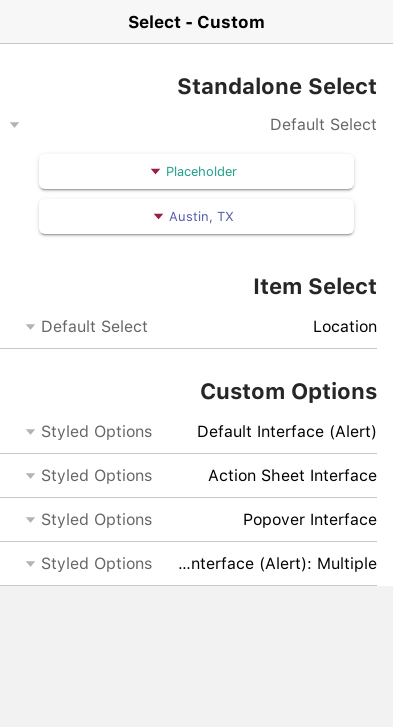 Select - Custom
Standalone Select
Default Select
Placeholder
Austin, TX
Item Select
Location
Default Select
Custom Options
Default Interface (Alert)
Styled Options
Action Sheet Interface
Styled Options
Popover Interface
Styled Options
...nterface (Alert): Multiple
Styled Options